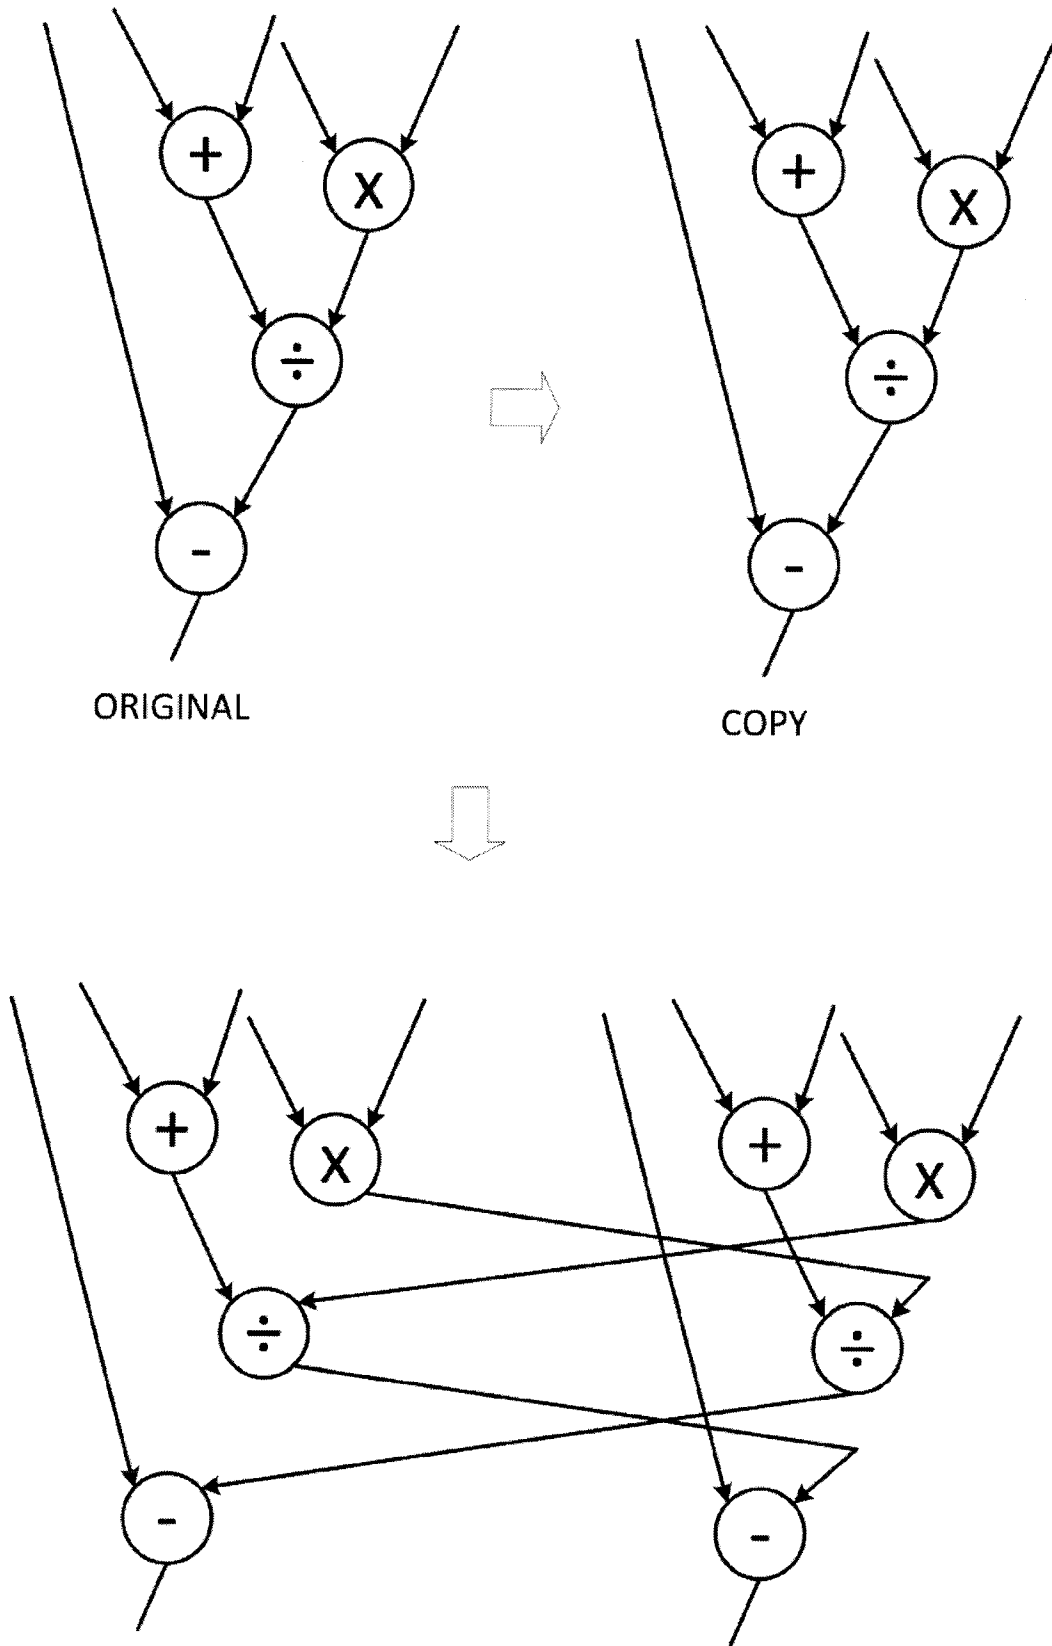 +
X
÷
-
ORIGINAL
+
X
÷
-
COPY
+
X
÷
-
+
X
÷
-